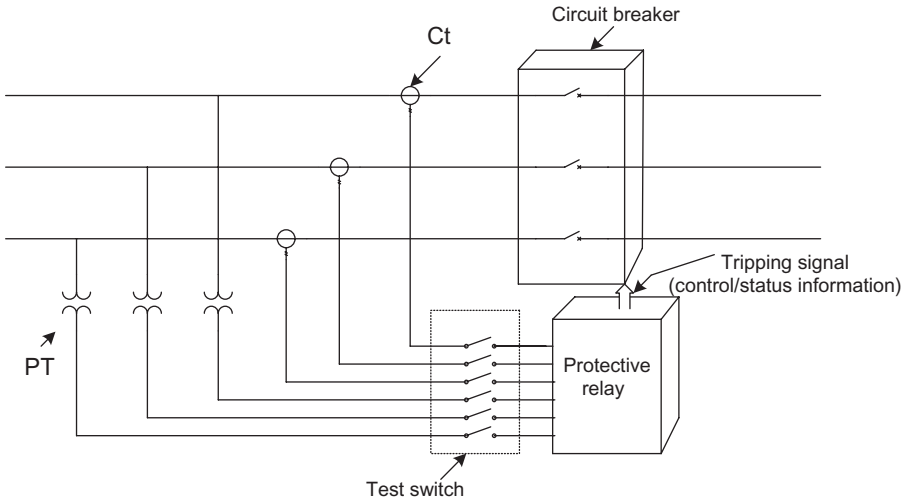 Circuit breaker
Ct
Tripping signal
(control/status information)
PT
Protective
relay
Test switch